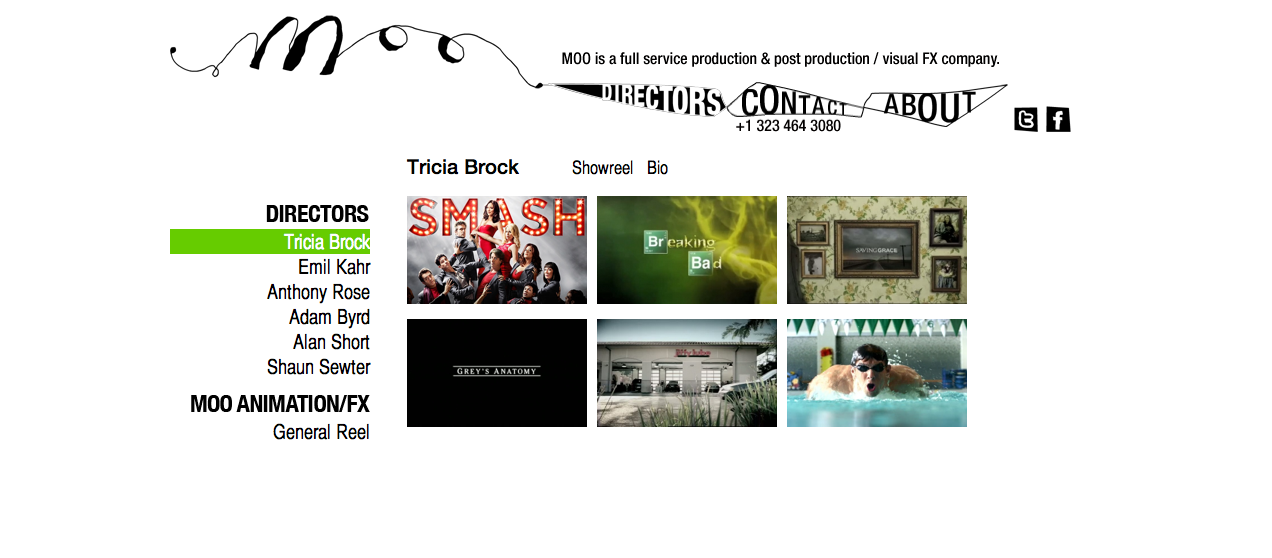 moo
MOO is a full service production & post production / visual FX company.
DIRECTORS CONTACT ABOUT
+1 323 464 3080
Tricia Brock Showreel Bio
DIRECTORS
Tricia Brock
Emil Kahr
Anthony Rose
Adam Byrd
Alan Short
Shaun Sewter
MOO ANIMATION/FX
General Reel
SMASH
Breaking
Bad
SAVING GRACE
GREY'S ANATOMY